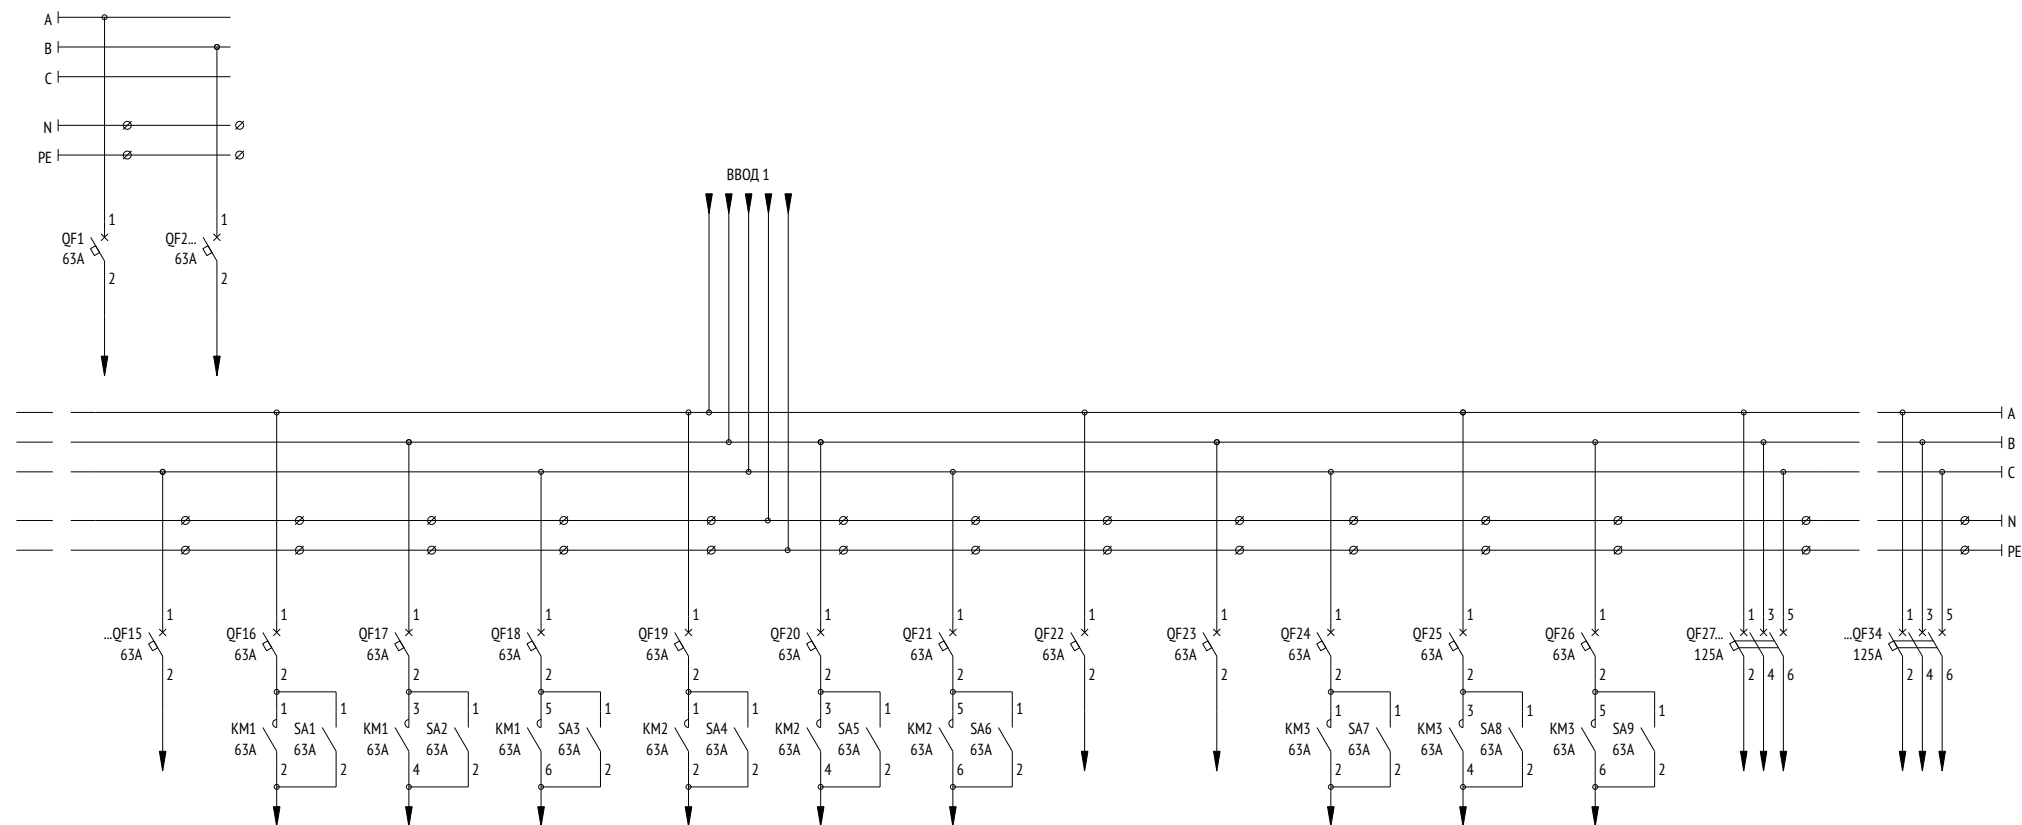 A
B
C
N
PE
ВВОД 1
1 1
QF1 QF2...
63A 63A
2 2
A
B
C
N
PE
1 1 1 1 1 1 1 1 1 1 1 1 1 3 5 1 3 5
...QF15 QF16 QF17 QF18 QF19 QF20 QF21 QF22 QF23 QF24 QF25 QF26 QF27... ...QF34
63A 63A 63A 63A 63A 63A 63A 63A 63A 63A 63A 63A 125A 125A
2 2 2 2 2 2 2 2 2 2 2 2 2 4 6 2 4 6
1 1 3 1 5 1 1 1 3 1 5 1 1 1 3 1 5 1
KM1 SA1 KM1 SA2 KM1 SA3 KM2 SA4 KM2 SA5 KM2 SA6 KM3 SA7 KM3 SA8 KM3 SA9
63A 63A 63A 63A 63A 63A 63A 63A 63A 63A 63A 63A 63A 63A 63A 63A 63A 63A
2 2 4 2 6 2 2 2 4 2 6 2 2 2 4 2 6 2